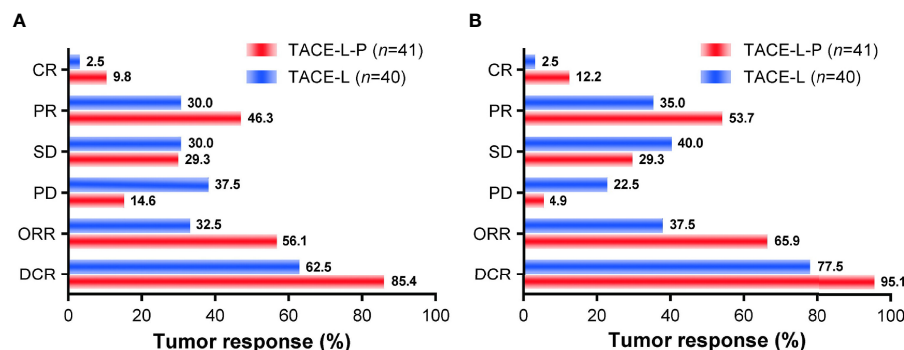 A
TACE-L-P (n=41)
TACE-L (n=40)
CR
2.5
9.8
PR
30.0
46.3
SD
30.0
29.3
PD
37.5
14.6
ORR
32.5
56.1
DCR
62.5
85.4
0 20 40 60 80 100
Tumor response (%)
B
TACE-L-P (n=41)
TACE-L (n=40)
CR
2.5
12.2
PR
35.0
53.7
SD
40.0
29.3
PD
22.5
4.9
ORR
37.5
65.9
DCR
77.5
95.1
0 20 40 60 80 100
Tumor response (%)